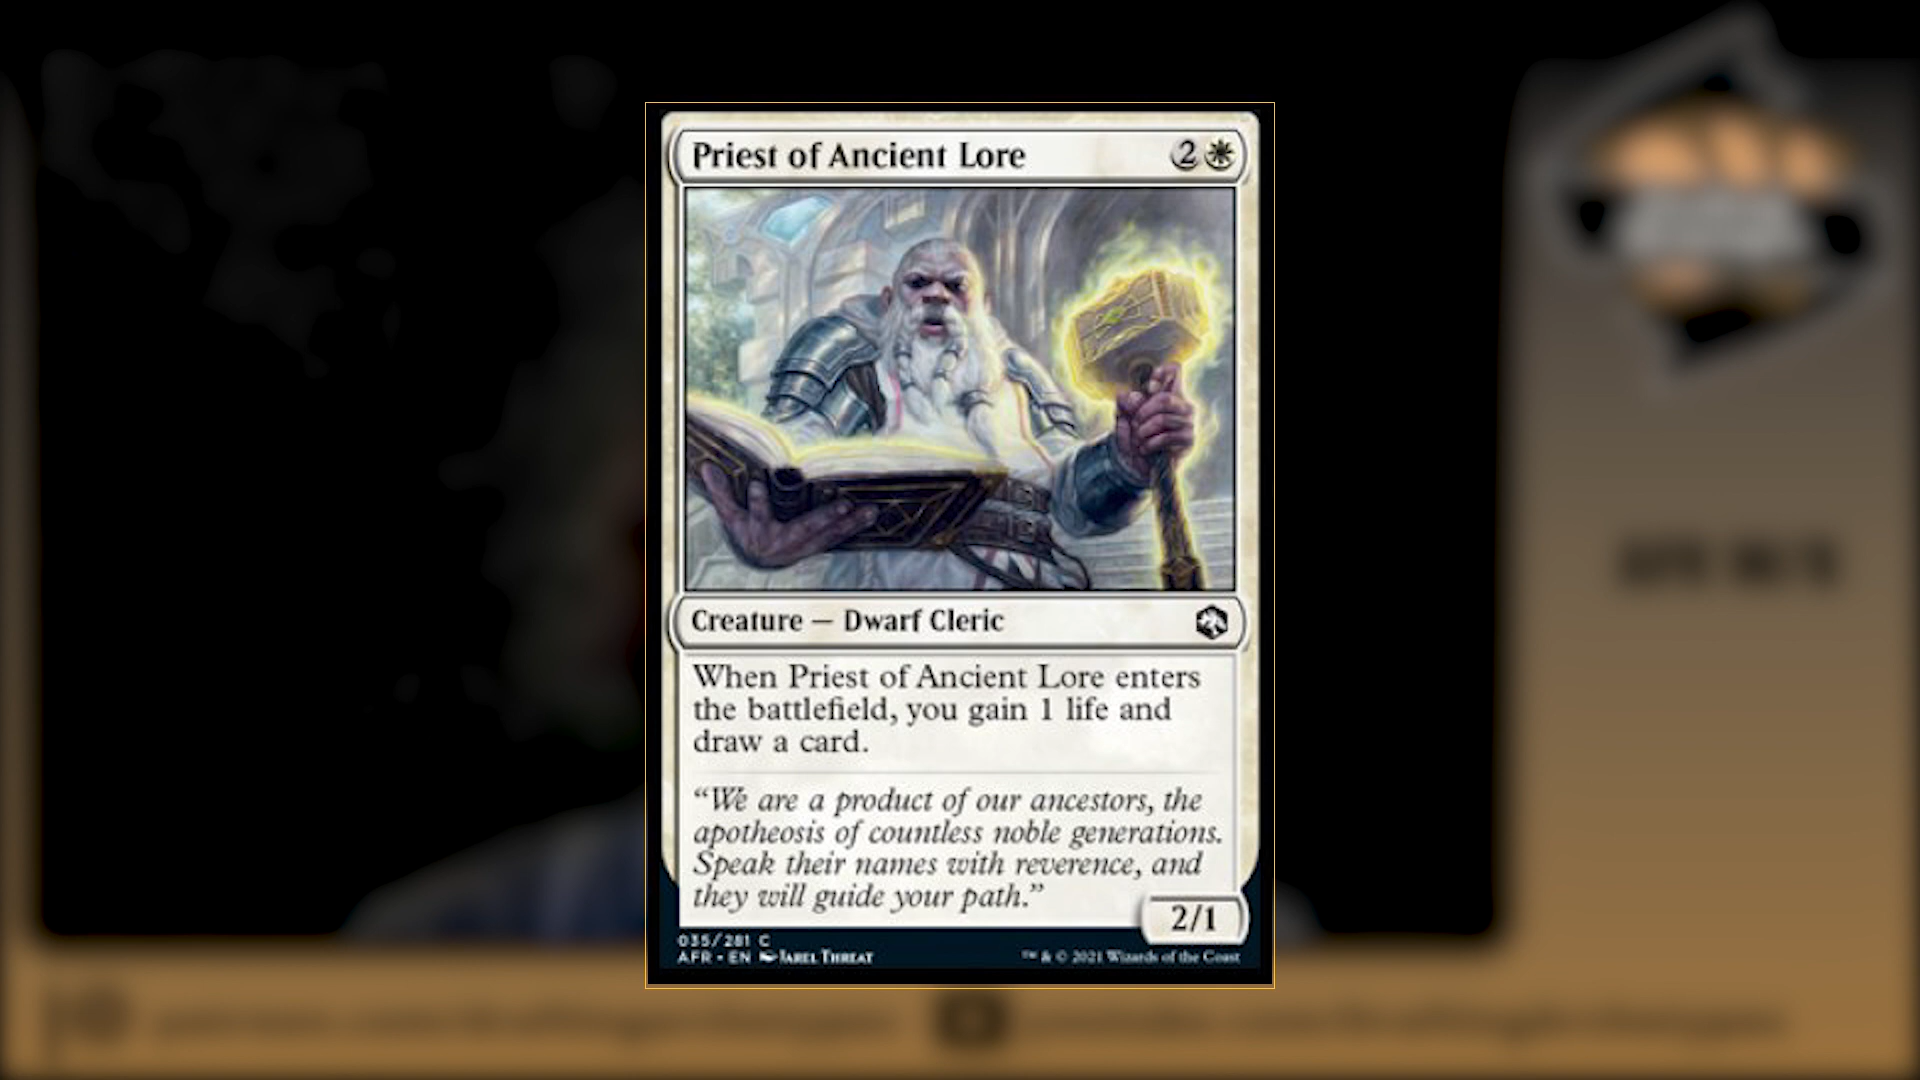 Priest of Ancient Lore 2
Creature — Dwarf Cleric
When Priest of Ancient Lore enters
the battlefield, you gain 1 life and
draw a card.
“We are a product of our ancestors, the
apotheosis of countless noble generations.
Speak their names with reverence, and
they will guide your path.”
2/1
035/281 C
AFR • EN Jarel Threat
™ & © 2021 Wizards of the Coast